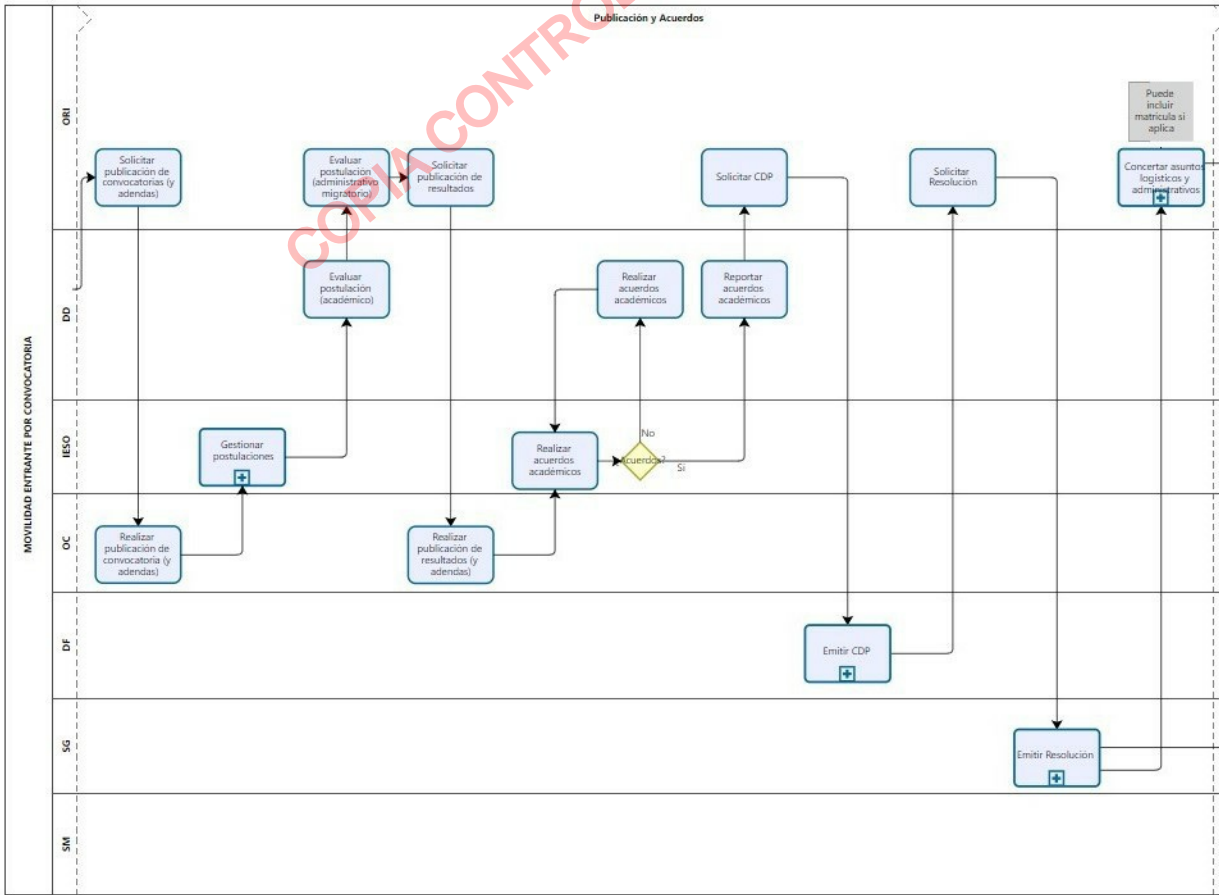 Publicación y Acuerdos
MOVILIDAD ENTRANTE POR CONVOCATORIA
ORI
Solicitar
publicación de
convocatorias (y
adendas)
Evaluar
postulación
(administrativo
migratorio)
Solicitar
publicación de
resultados
Solicitar CDP
Solicitar
Resolución
Puede
incluir
matricula si
aplica
Concertar asuntos
logísticos y
administrativos
DD
Evaluar
postulación
(académico)
Realizar
acuerdos
académicos
Reportar
acuerdos
académicos
IESO
Gestionar
postulaciones
Realizar
acuerdos
académicos
Acuerdos?
No
Si
OC
Realizar
publicación de
convocatoria (y
adendas)
Realizar
publicación de
resultados (y
adendas)
DF
Emitir CDP
SG
Emitir Resolución
SM
COPIA CONTROL